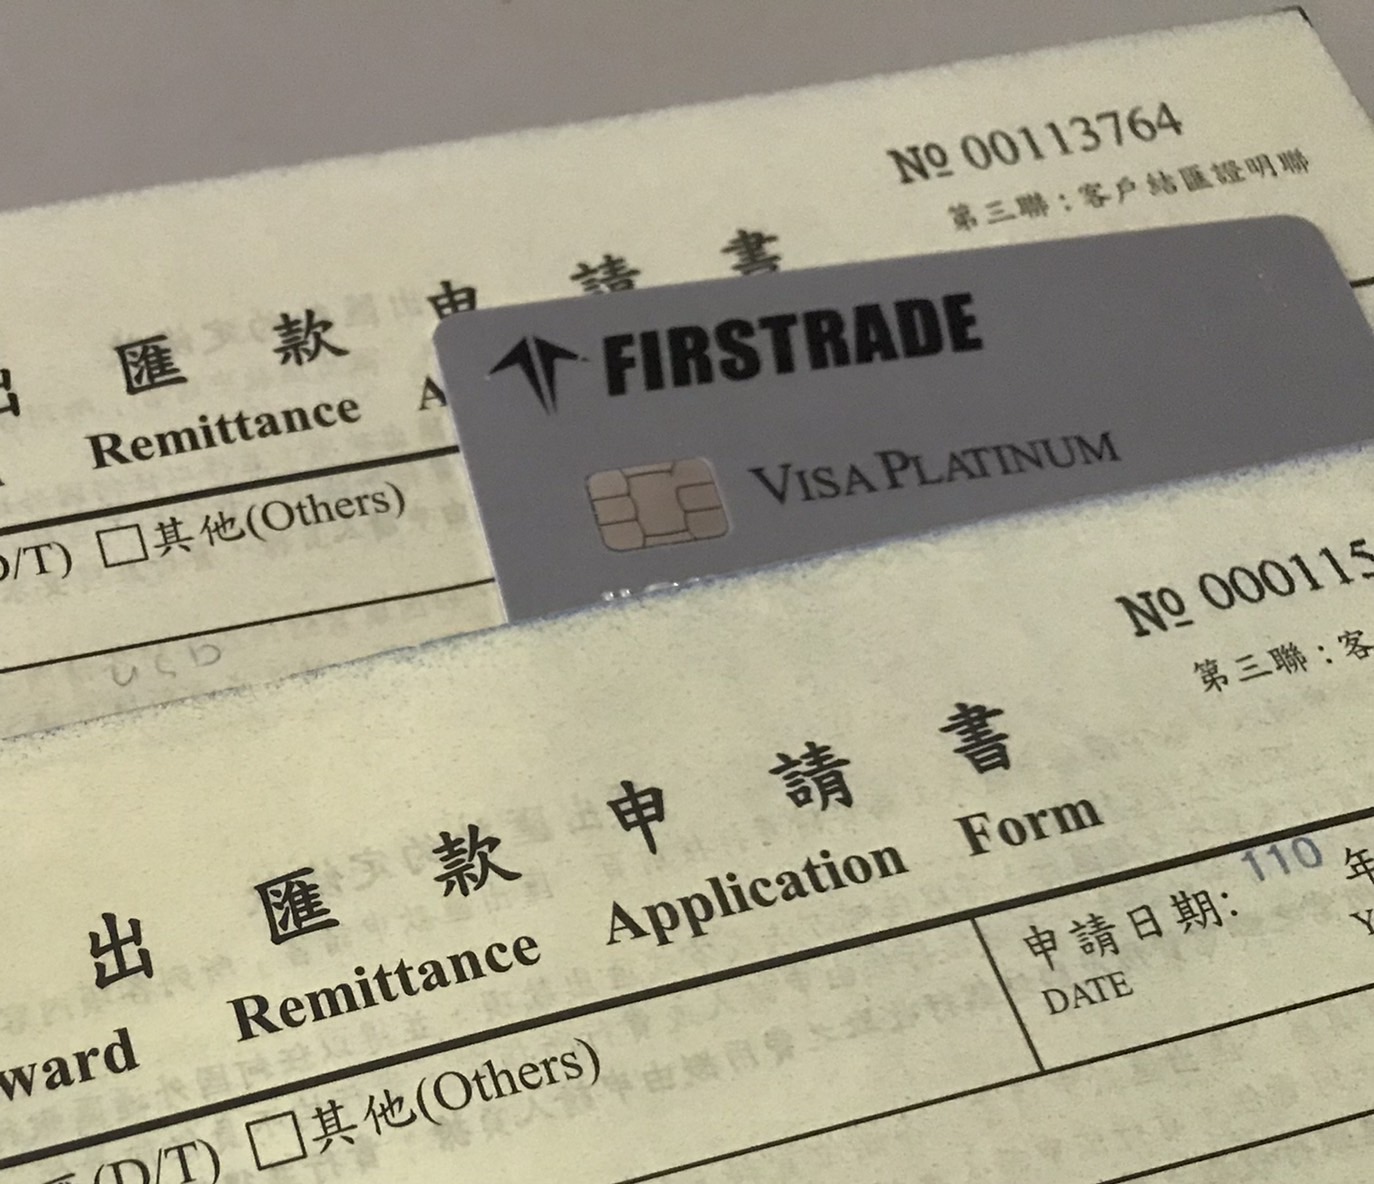 № 00113764
第三聯：客戶結匯證明聯
出 匯 款 申 請 書
Remittance
D/T) □其他(Others)
USD
FIRSTRADE
VISA PLATINUM
№ 000115
第三聯：客
出 匯 款 申 請 書
ward Remittance Application Form
申請日期: 110 年
DATE
(D/T) □其他(Others)